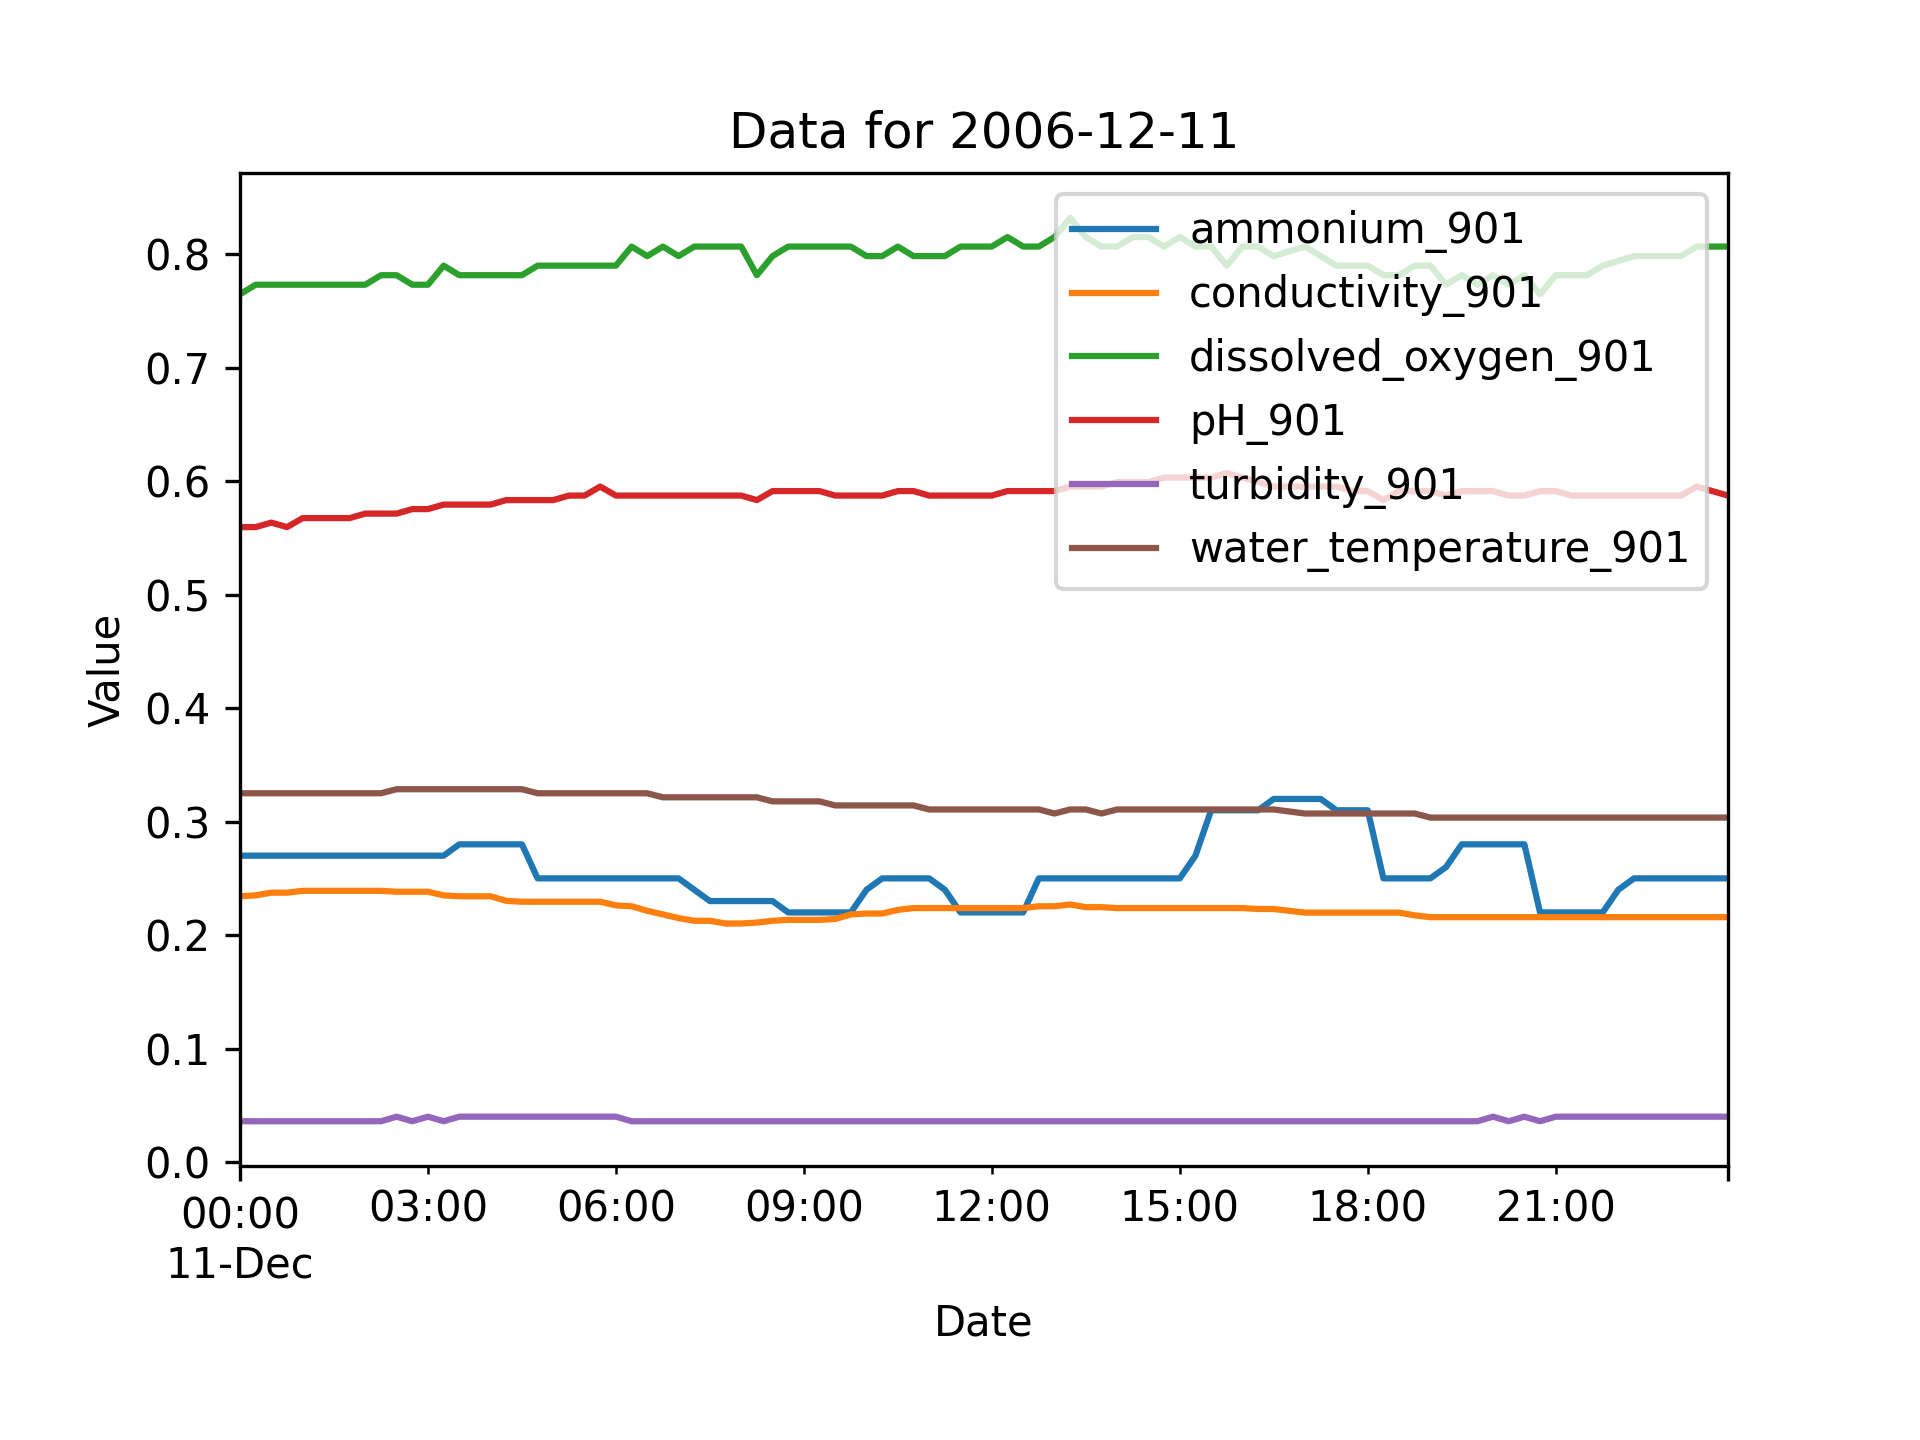 Data for 2006-12-11
ammonium_901
conductivity_901
dissolved_oxygen_901
pH_901
turbidity_901
water_temperature_901
Value
0.8
0.7
0.6
0.5
0.4
0.3
0.2
0.1
0.0
00:00 03:00 06:00 09:00 12:00 15:00 18:00 21:00
11-Dec
Date